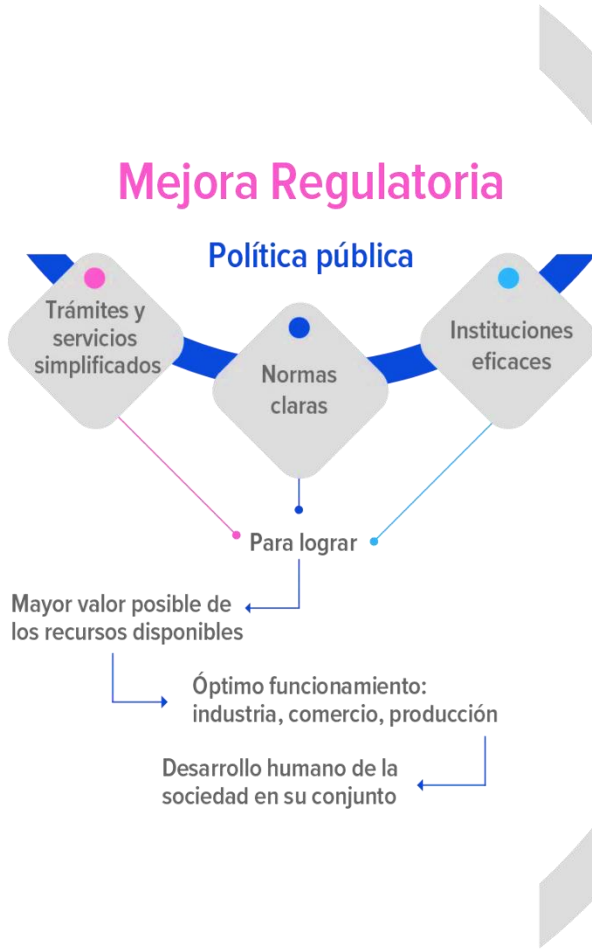 Mejora Regulatoria
Política pública
Trámites y
servicios
simplificados
Normas
claras
Instituciones
eficaces
Para lograr
Mayor valor posible de
los recursos disponibles
Óptimo funcionamiento:
industria, comercio, producción
Desarrollo humano de la
sociedad en su conjunto